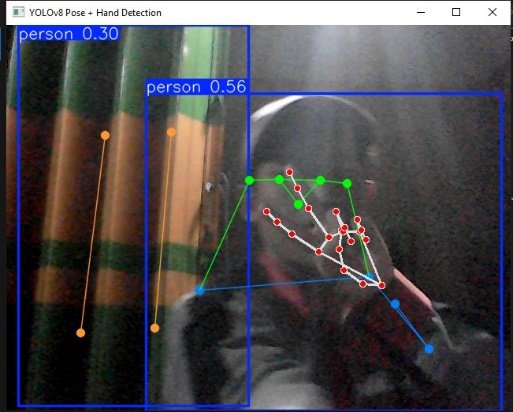 YOLOv8 Pose + Hand Detection
person 0.30
person 0.56